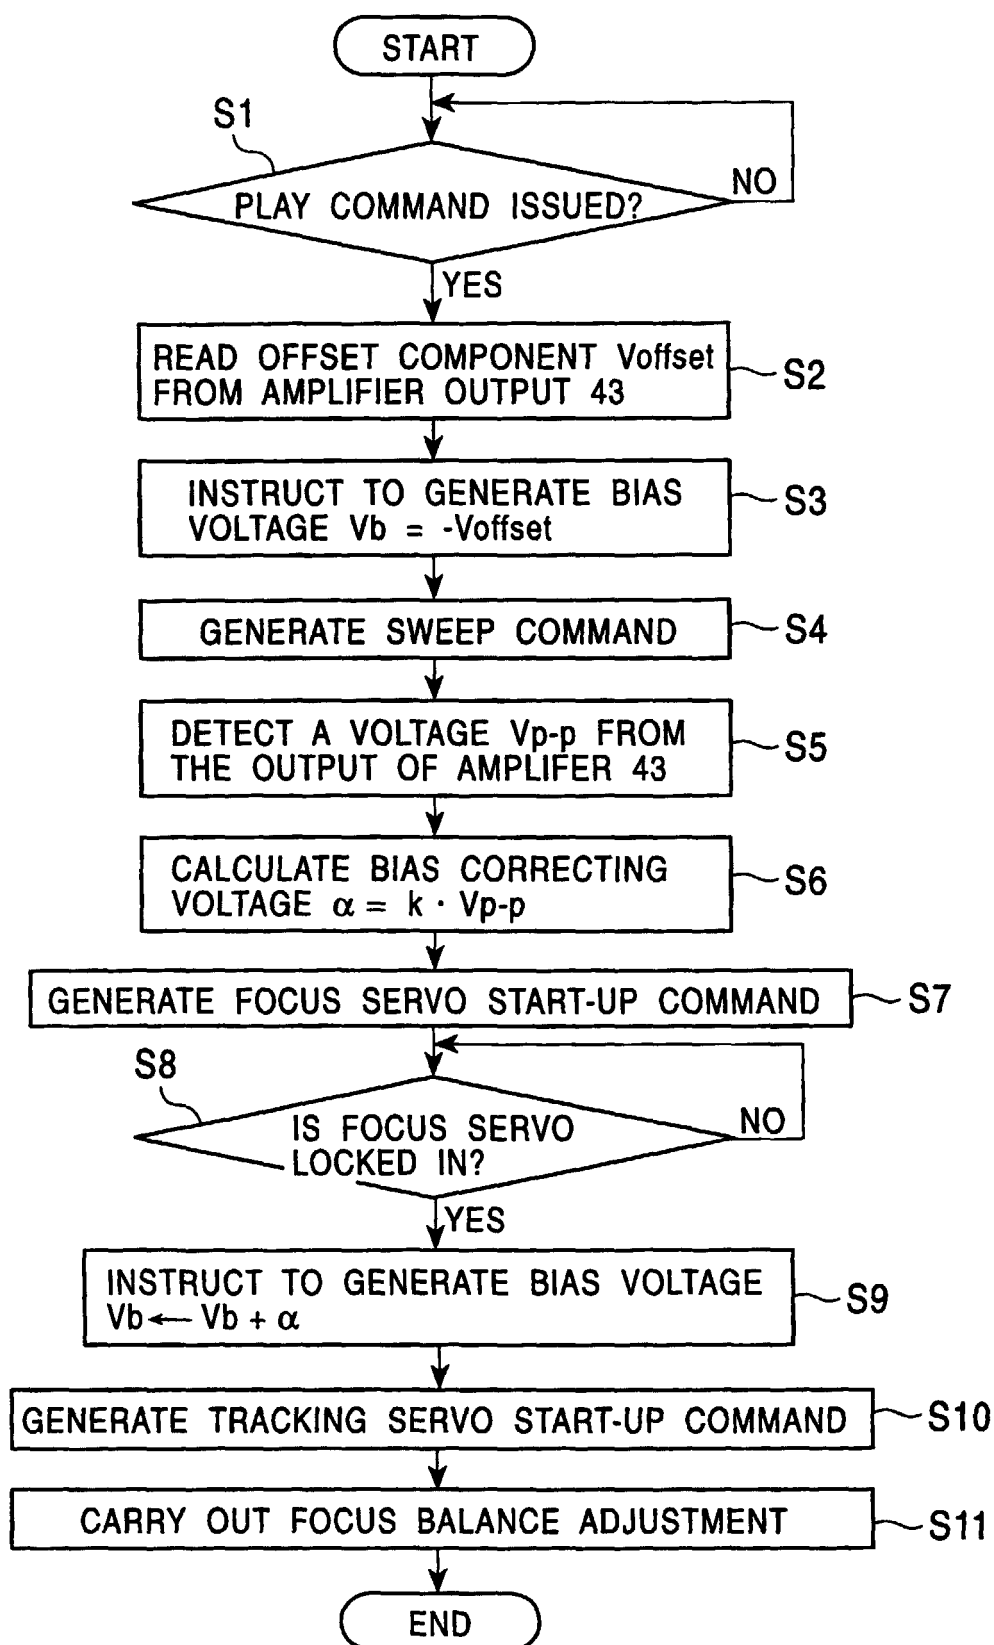 START
S1
NO
PLAY COMMAND ISSUED?
YES
READ OFFSET COMPONENT Voffset
FROM AMPLIFIER OUTPUT 43
S2
INSTRUCT TO GENERATE BIAS
VOLTAGE Vb = -Voffset
S3
GENERATE SWEEP COMMAND
S4
DETECT A VOLTAGE Vp-p FROM
THE OUTPUT OF AMPLIFER 43
S5
CALCULATE BIAS CORRECTING
VOLTAGE α = k · Vp-p
S6
GENERATE FOCUS SERVO START-UP COMMAND
S7
S8
NO
IS FOCUS SERVO
LOCKED IN?
YES
INSTRUCT TO GENERATE BIAS VOLTAGE
Vb ← Vb + α
S9
GENERATE TRACKING SERVO START-UP COMMAND
S10
CARRY OUT FOCUS BALANCE ADJUSTMENT
S11
END